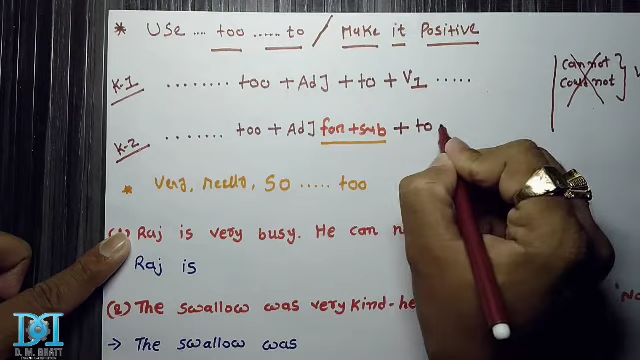 * Use .... too ...... to / Make it Positive
K-1 ........ too + Adj + to + V1 .....
cannot
could not
K-2 ....... too + Adj for + sub + to
* Very, really, So ..... too
Raj is very busy. He can
Raj is
(2) The swallow was very kind-he
→ The swallow was
D. M. BHATT